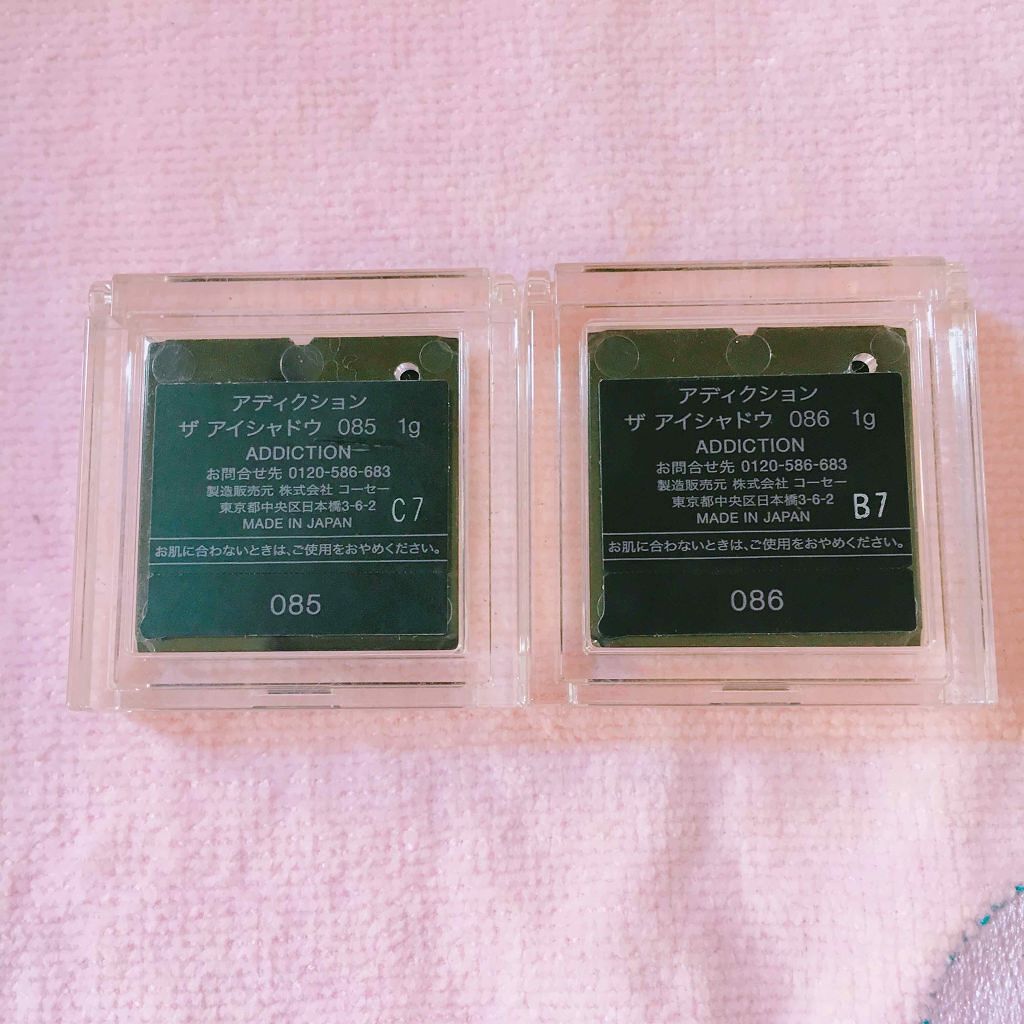 アディクション
ザ アイシャドウ 085 1g
ADDICTION
お問合せ先 0120-586-683
製造販売元 株式会社 コーセー
東京都中央区日本橋3-6-2
MADE IN JAPAN
C7
お肌に合わないときは、ご使用をおやめください。
085
アディクション
ザ アイシャドウ 086 1g
ADDICTION
お問合せ先 0120-586-683
製造販売元 株式会社 コーセー
東京都中央区日本橋3-6-2
MADE IN JAPAN
B7
お肌に合わないときは、ご使用をおやめください。
086